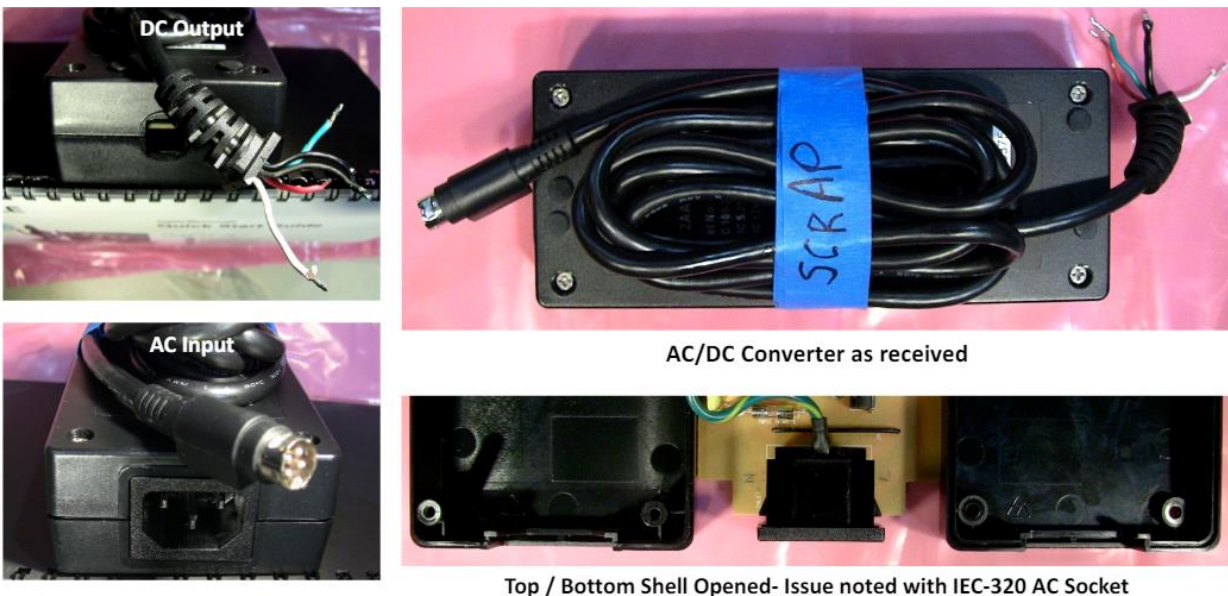 DC Output
SCRAP
AC/DC Converter as received
AC Input
Top / Bottom Shell Opened- Issue noted with IEC-320 AC Socket